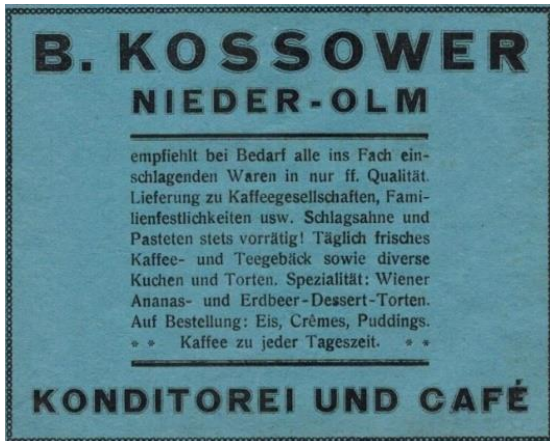 B. KOSSOWER
NIEDER-OLM
empfiehlt bei Bedarf alle ins Fach ein-
schlagenden Waren in nur ff. Qualität.
Lieferung zu Kaffeegesellschaften, Fami-
lienfestlichkeiten usw. Schlagsahne und
Pasteten stets vorrätig! Täglich frisches
Kaffee- und Teegebäck sowie diverse
Kuchen und Torten. Spezialität: Wiener
Ananas- und Erdbeer-Dessert-Torten.
Auf Bestellung: Eis, Crêmes, Puddings.
* * Kaffee zu jeder Tageszeit. * *
KONDITOREI UND CAFÉ